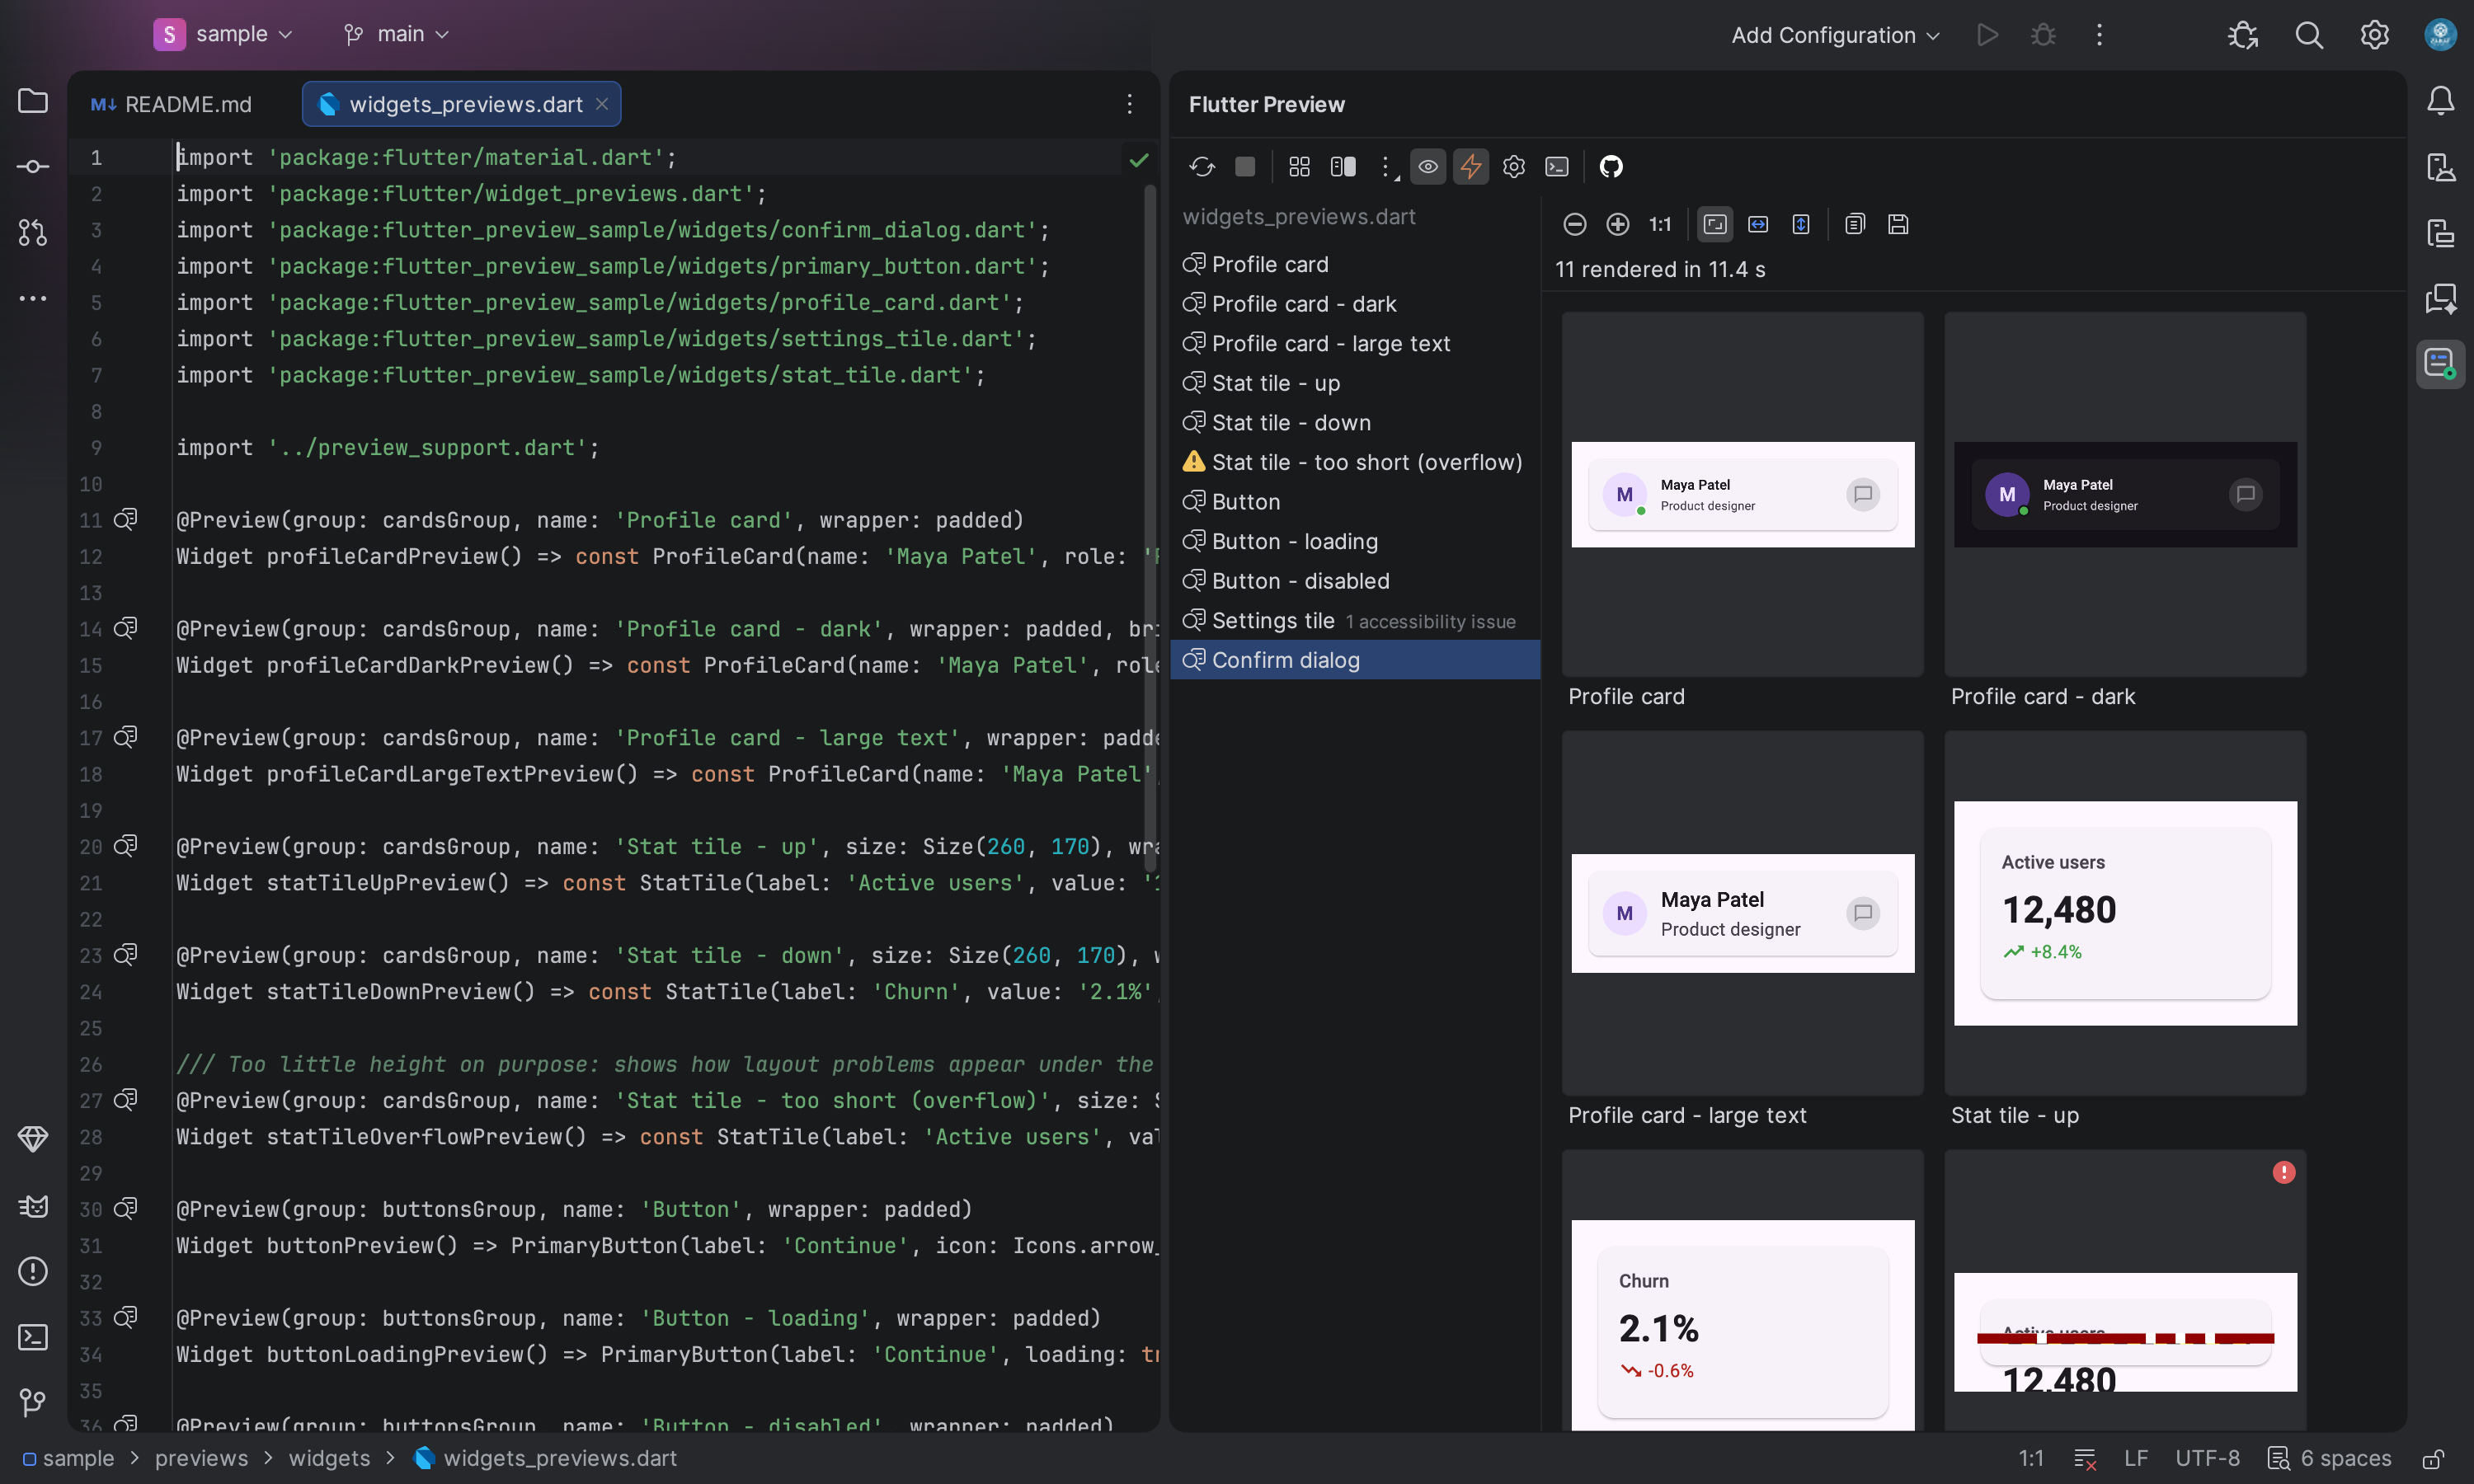 S sample
main
Add Configuration
README.md
widgets_previews.dart
Flutter Preview
1 import 'package:flutter/material.dart';
2 import 'package:flutter/widget_previews.dart';
3 import 'package:flutter_preview_sample/widgets/confirm_dialog.dart';
4 import 'package:flutter_preview_sample/widgets/primary_button.dart';
5 import 'package:flutter_preview_sample/widgets/profile_card.dart';
6 import 'package:flutter_preview_sample/widgets/settings_tile.dart';
7 import 'package:flutter_preview_sample/widgets/stat_tile.dart';
8
9 import '../preview_support.dart';
10
11 @Preview(group: cardsGroup, name: 'Profile card', wrapper: padded)
12 Widget profileCardPreview() => const ProfileCard(name: 'Maya Patel', role: '
13
14 @Preview(group: cardsGroup, name: 'Profile card - dark', wrapper: padded, br
15 Widget profileCardDarkPreview() => const ProfileCard(name: 'Maya Patel', role
16
17 @Preview(group: cardsGroup, name: 'Profile card - large text', wrapper: padde
18 Widget profileCardLargeTextPreview() => const ProfileCard(name: 'Maya Patel'
19
20 @Preview(group: cardsGroup, name: 'Stat tile - up', size: Size(260, 170), wra
21 Widget statTileUpPreview() => const StatTile(label: 'Active users', value: '
22
23 @Preview(group: cardsGroup, name: 'Stat tile - down', size: Size(260, 170), w
24 Widget statTileDownPreview() => const StatTile(label: 'Churn', value: '2.1%'
25
26 /// Too little height on purpose: shows how layout problems appear under the
27 @Preview(group: cardsGroup, name: 'Stat tile - too short (overflow)', size: S
28 Widget statTileOverflowPreview() => const StatTile(label: 'Active users', val
29
30 @Preview(group: buttonsGroup, name: 'Button', wrapper: padded)
31 Widget buttonPreview() => PrimaryButton(label: 'Continue', icon: Icons.arrow_
32
33 @Preview(group: buttonsGroup, name: 'Button - loading', wrapper: padded)
34 Widget buttonLoadingPreview() => PrimaryButton(label: 'Continue', loading: tr
35
36 @Preview(group: buttonsGroup, name: 'Button - disabled', wrapper: padded)
widgets_previews.dart
Profile card
Profile card - dark
Profile card - large text
Stat tile - up
Stat tile - down
Stat tile - too short (overflow)
Button
Button - loading
Button - disabled
Settings tile 1 accessibility issue
Confirm dialog
1:1
11 rendered in 11.4 s
M
Maya Patel
Product designer
Profile card
M
Maya Patel
Product designer
Profile card - dark
M
Maya Patel
Product designer
Profile card - large text
Active users
12,480
+8.4%
Stat tile - up
Churn
2.1%
-0.6%
Active users
12,480
sample > previews > widgets > widgets_previews.dart
1:1
LF
UTF-8
6 spaces